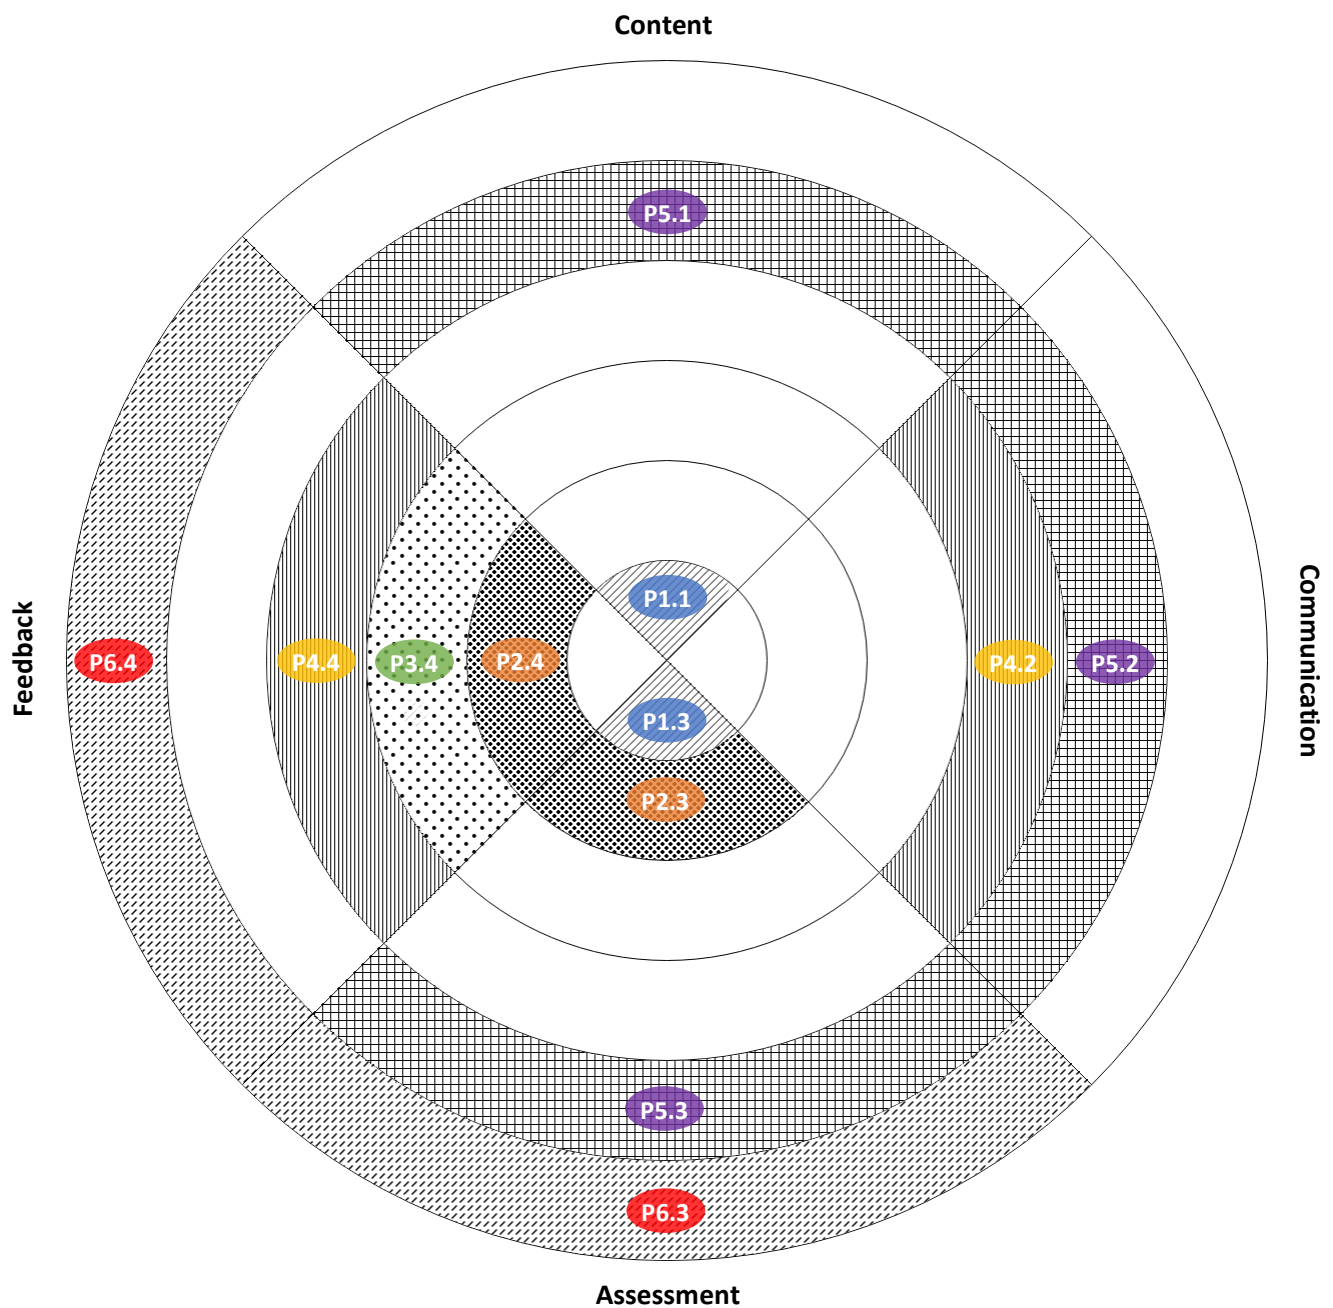 Content
P5.1
P1.1
Feedback
P6.4
P4.4
P3.4
P2.4
P4.2
P5.2
Communication
P1.3
P2.3
P5.3
P6.3
Assessment